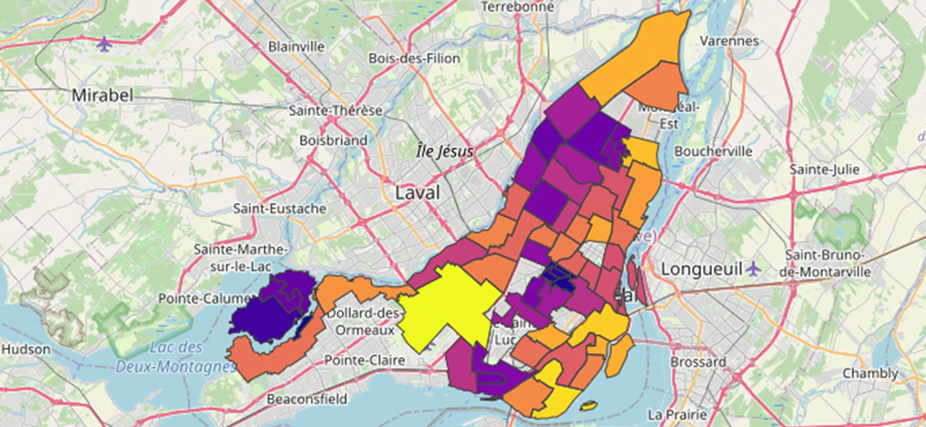 Terrebonne
Varennes
Blainville
Bois-des-Filion
Mirabel
Sainte-Thérèse
Montréal-
Est
Boisbriand
Île Jésus
Boucherville
Sainte-Julie
Laval
Saint-Eustache
Sainte-Marthe-
sur-le-Lac
Longueuil
Saint-Bruno-
de-Montarville
Dollard-des-
Ormeaux
Luc
Hudson
Lac des
Deux-Montagnes
Pointe-Claire
Brossard
Chambly
Beaconsfield
La Prairie